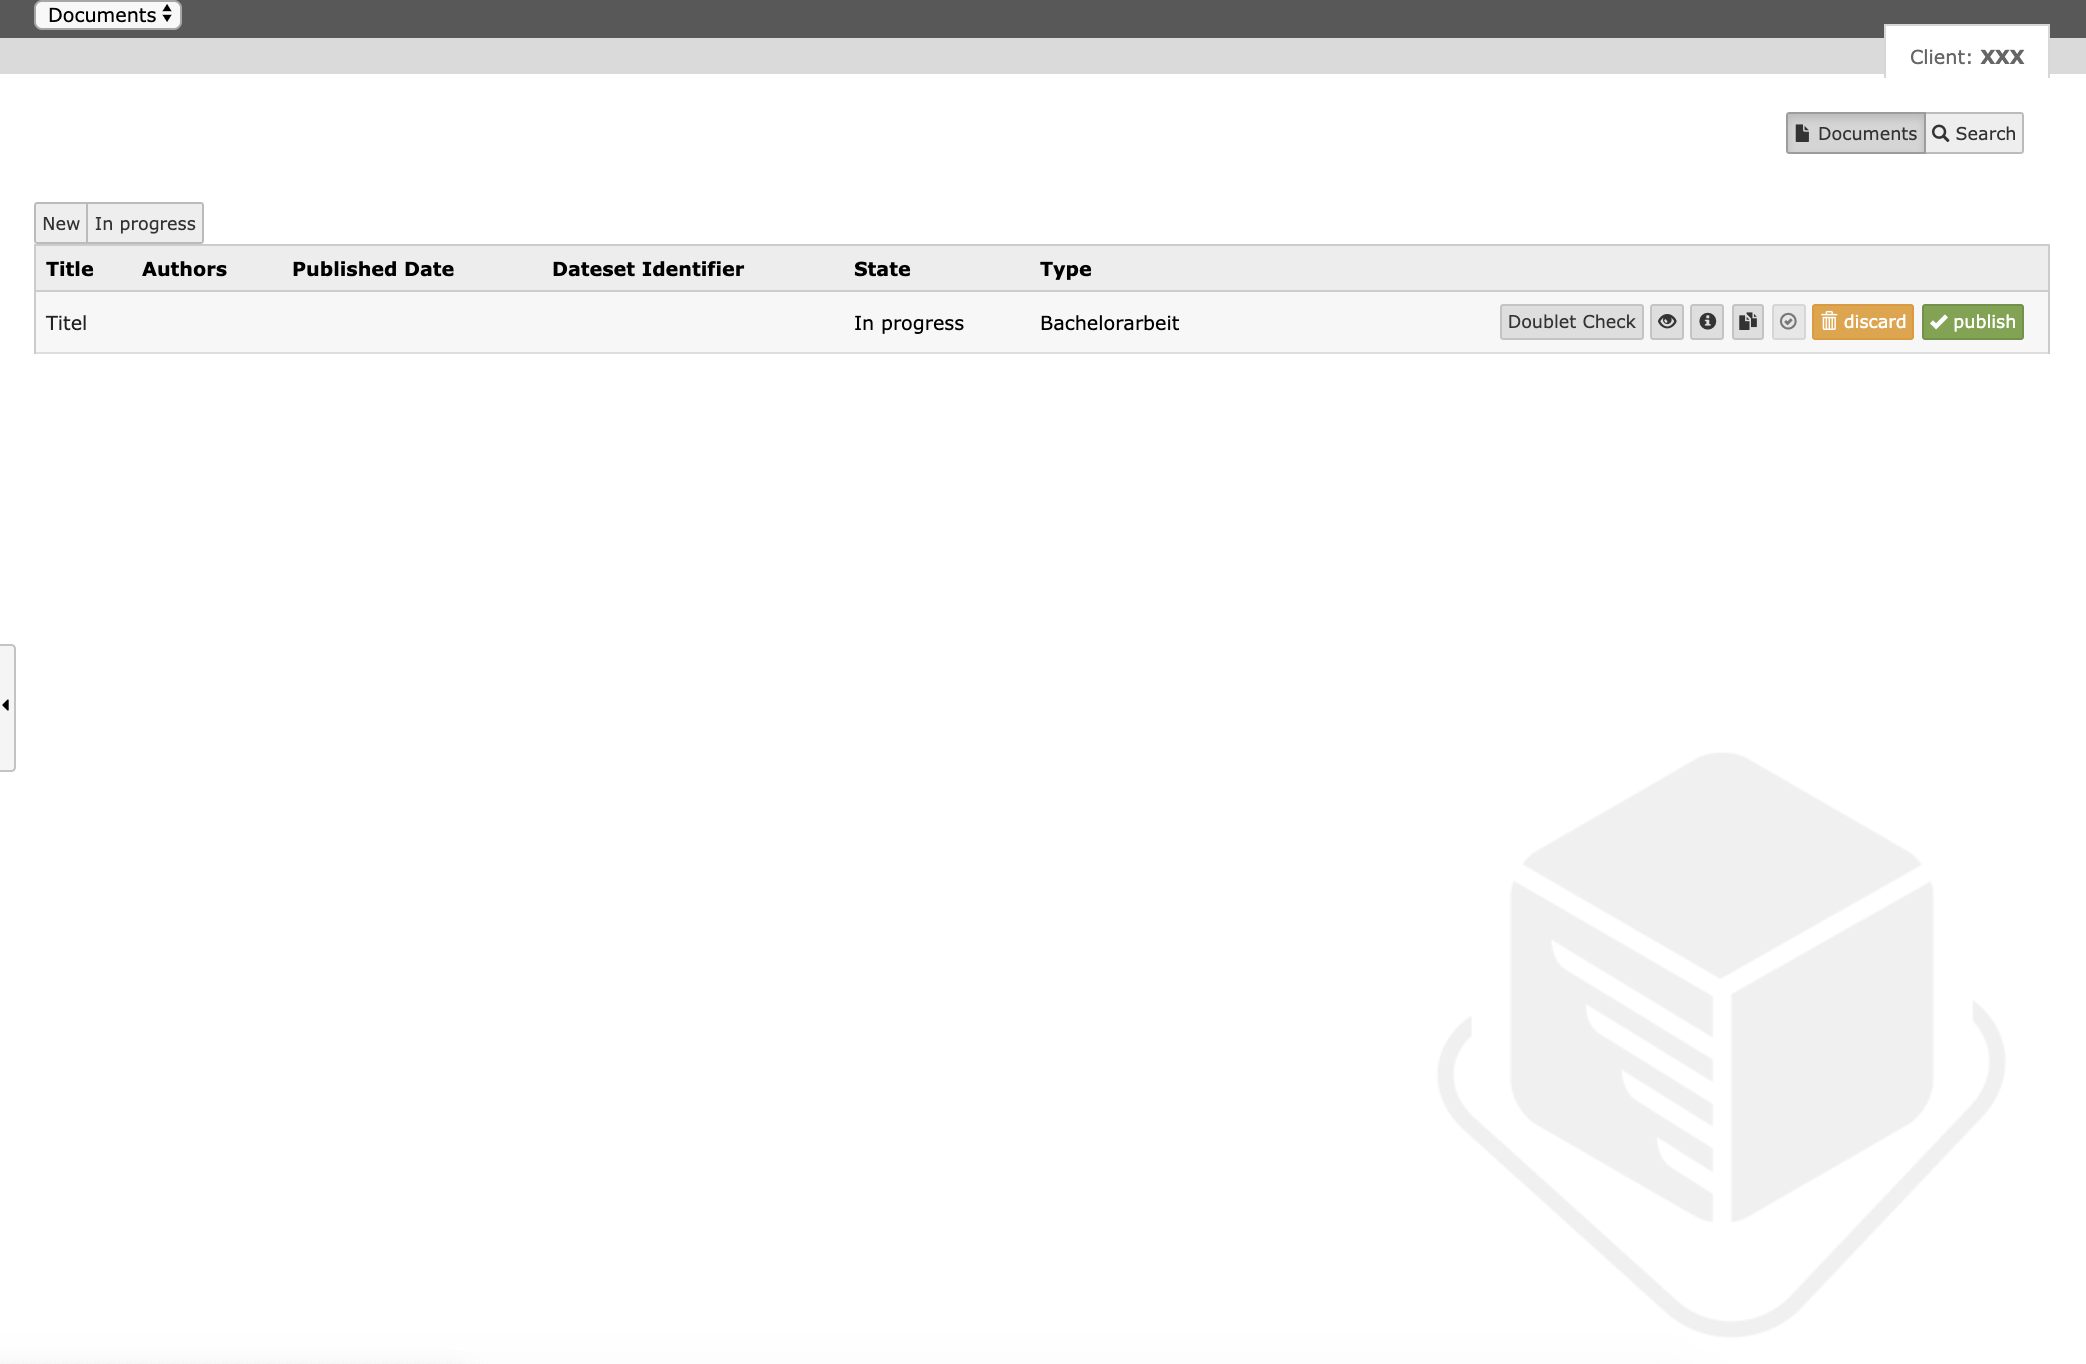 Documents
Client: XXX
Documents Search
New In progress
Title Authors Published Date Dateset Identifier State Type
Titel In progress Bachelorarbeit Doublet Check discard publish